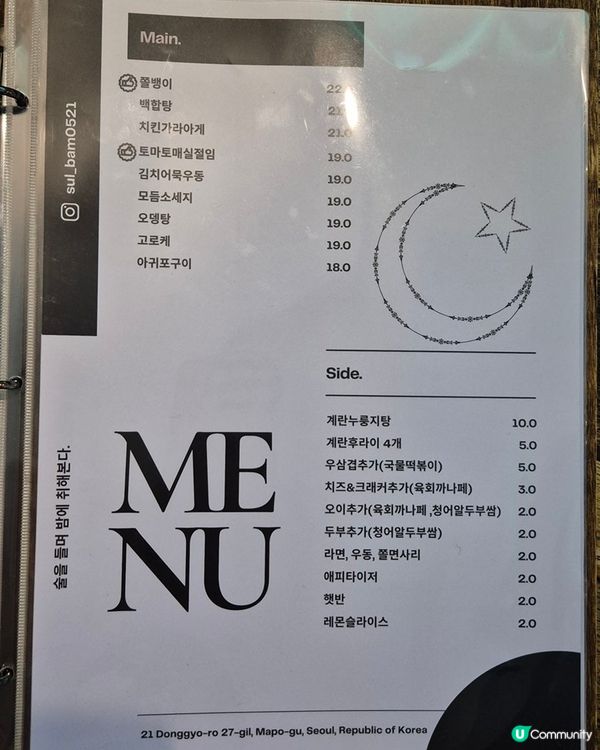 Main.
쫄뱅이 22
백합탕 21
치킨가라아게 21.0
토마토매실절임 19.0
김치어묵우동 19.0
모듬소세지 19.0
오뎅탕 19.0
고로케 19.0
아귀포구이 18.0
sul_bam0521
Side.
계란누룽지탕 10.0
계란후라이 4개 5.0
우삼겹추가(국물떡볶이) 5.0
치즈&크래커추가(육회까나페) 3.0
오이추가(육회까나페 ,청어알두부쌈) 2.0
두부추가(청어알두부쌈) 2.0
라면, 우동, 쫄면사리 2.0
애피타이저 2.0
햇반 2.0
레몬슬라이스 2.0
ME
NU
술을 들며 밤에 취해본다.
21 Donggyo-ro 27-gil, Mapo-gu, Seoul, Republic of Korea
U Community